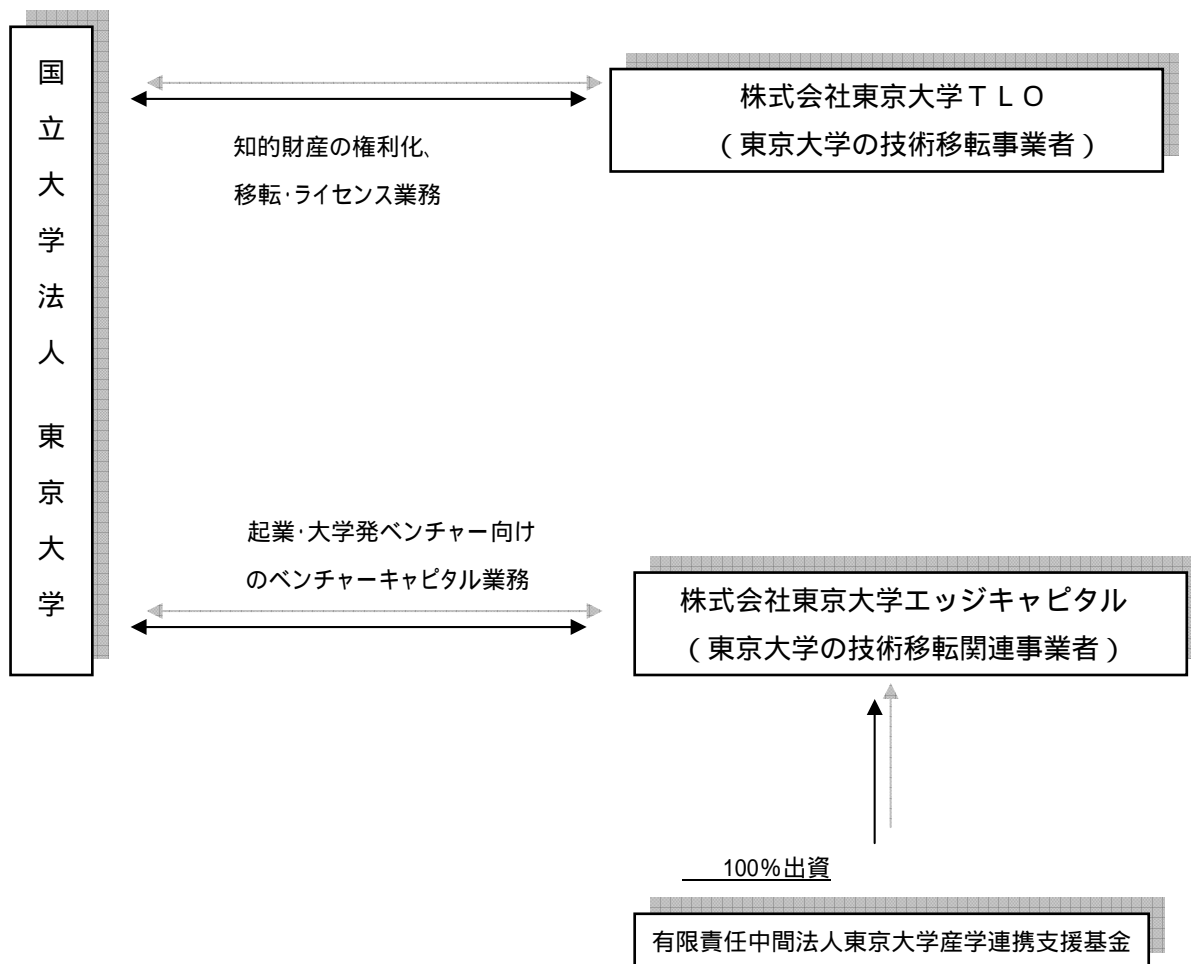 国立大学法人 東京大学
株式会社東京大学ＴＬＯ
(東京大学の技術移転事業者)
知的財産の権利化、
移転･ライセンス業務
起業･大学発ベンチャー向け
のベンチャーキャピタル業務
株式会社東京大学エッジキャピタル
(東京大学の技術移転関連事業者)
100％出資
有限責任中間法人東京大学産学連携支援基金